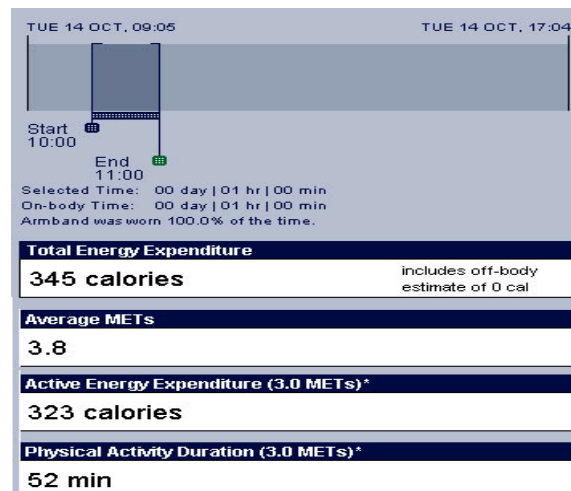 TUE 14 OCT, 09:05 TUE 14 OCT, 17:04
Start
10:00
End
11:00
Selected Time: 00 day | 01 hr | 00 min
On-body Time: 00 day | 01 hr | 00 min
Armband was worn 100.0% of the time.
Total Energy Expenditure
345 calories includes off-body
estimate of 0 cal
Average METs
3.8
Active Energy Expenditure (3.0 METs)*
323 calories
Physical Activity Duration (3.0 METs)*
52 min